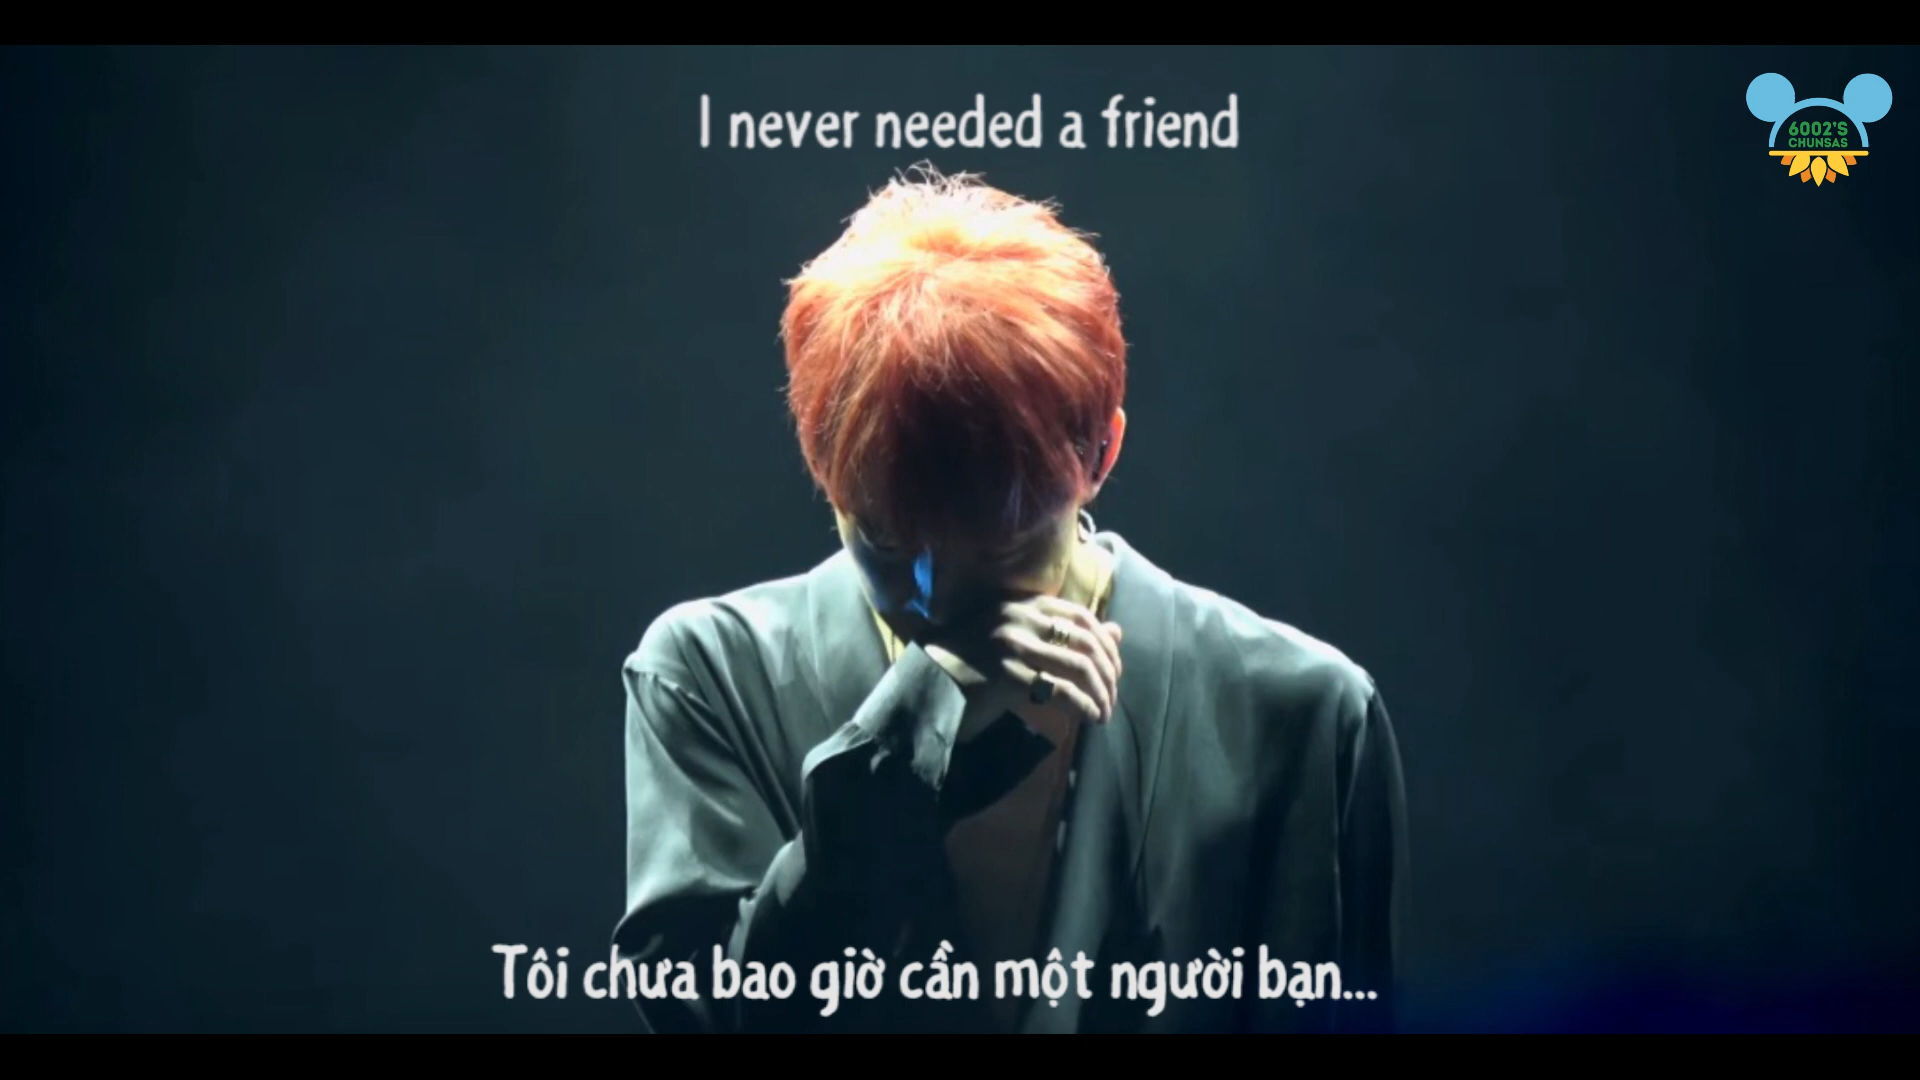 I never needed a friend
6002'S
CHUNSAS
Tôi chưa bao giờ cần một người bạn...